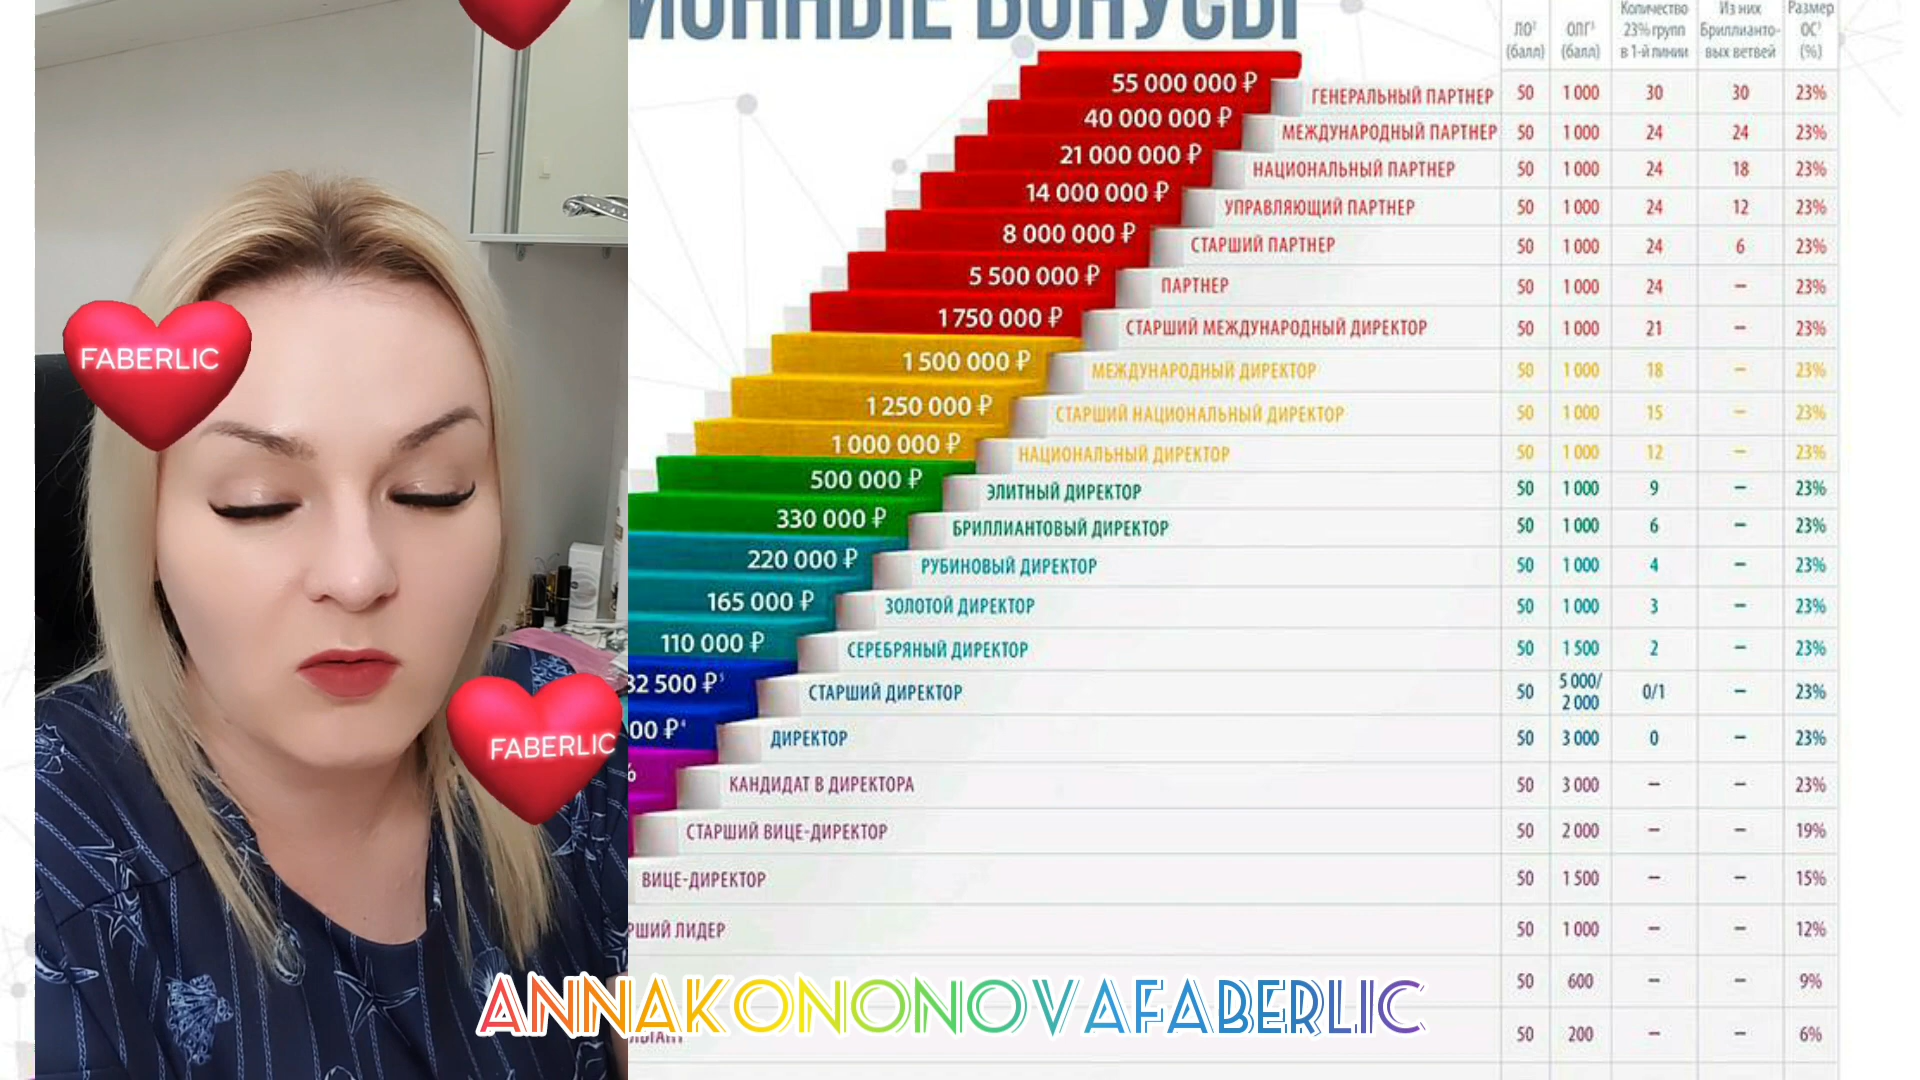 ИОННЫЕ БОНУСЫ
ЛО² (балл)
ОЛГ³ (балл)
Количество 23% групп в 1-й линии
Из них Бриллианто-вых ветвей
Размер ОС¹ (%)
55 000 000 ₽ ГЕНЕРАЛЬНЫЙ ПАРТНЕР 50 1 000 30 30 23%
40 000 000 ₽ МЕЖДУНАРОДНЫЙ ПАРТНЕР 50 1 000 24 24 23%
21 000 000 ₽ НАЦИОНАЛЬНЫЙ ПАРТНЕР 50 1 000 24 18 23%
14 000 000 ₽ УПРАВЛЯЮЩИЙ ПАРТНЕР 50 1 000 24 12 23%
8 000 000 ₽ СТАРШИЙ ПАРТНЕР 50 1 000 24 6 23%
5 500 000 ₽ ПАРТНЕР 50 1 000 24 – 23%
1 750 000 ₽ СТАРШИЙ МЕЖДУНАРОДНЫЙ ДИРЕКТОР 50 1 000 21 – 23%
1 500 000 ₽ МЕЖДУНАРОДНЫЙ ДИРЕКТОР 50 1 000 18 – 23%
1 250 000 ₽ СТАРШИЙ НАЦИОНАЛЬНЫЙ ДИРЕКТОР 50 1 000 15 – 23%
1 000 000 ₽ НАЦИОНАЛЬНЫЙ ДИРЕКТОР 50 1 000 12 – 23%
500 000 ₽ ЭЛИТНЫЙ ДИРЕКТОР 50 1 000 9 – 23%
330 000 ₽ БРИЛЛИАНТОВЫЙ ДИРЕКТОР 50 1 000 6 – 23%
220 000 ₽ РУБИНОВЫЙ ДИРЕКТОР 50 1 000 4 – 23%
165 000 ₽ ЗОЛОТОЙ ДИРЕКТОР 50 1 000 3 – 23%
110 000 ₽ СЕРЕБРЯНЫЙ ДИРЕКТОР 50 1 500 2 – 23%
82 500 ₽⁵ СТАРШИЙ ДИРЕКТОР 50 5 000/2 000 0/1 – 23%
00 ₽⁴ ДИРЕКТОР 50 3 000 0 – 23%
% КАНДИДАТ В ДИРЕКТОРА 50 3 000 – – 23%
СТАРШИЙ ВИЦЕ-ДИРЕКТОР 50 2 000 – – 19%
ВИЦЕ-ДИРЕКТОР 50 1 500 – – 15%
РШИЙ ЛИДЕР 50 1 000 – – 12%
50 600 – – 9%
50 200 – – 6%
FABERLIC
FABERLIC
ANNAKONONOVAFABERLIC